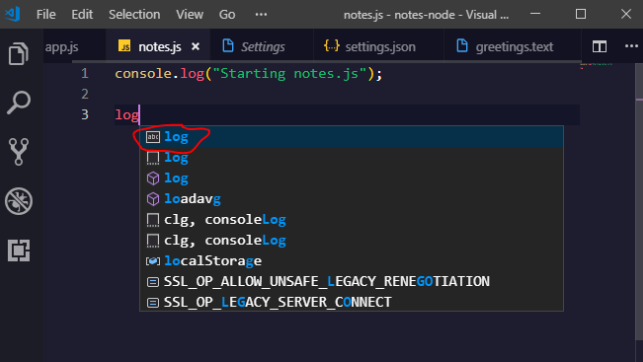 File Edit Selection View Go ··· notes.js - notes-node - Visual ...
app.js JS notes.js × Settings {··} settings.json greetings.text ···
1 console.log("Starting notes.js");
2
3 log
abc log
log
log
loadavg
clg, consoleLog
clg, consoleLog
localStorage
SSL_OP_ALLOW_UNSAFE_LEGACY_RENEGOTIATION
SSL_OP_LEGACY_SERVER_CONNECT